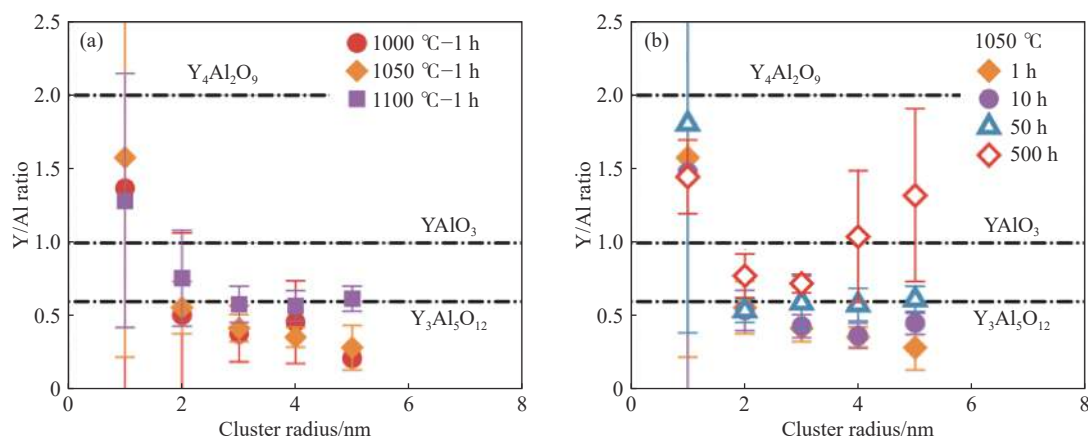 (a)
1000 ℃−1 h
1050 ℃−1 h
1100 ℃−1 h
Y₄Al₂O₉
YAlO₃
Y₃Al₅O₁₂
Y/Al ratio
2.5
2.0
1.5
1.0
0.5
0
0 2 4 6 8
Cluster radius/nm
(b)
1050 ℃
1 h
10 h
50 h
500 h
Y₄Al₂O₉
YAlO₃
Y₃Al₅O₁₂
Y/Al ratio
2.5
2.0
1.5
1.0
0.5
0
0 2 4 6 8
Cluster radius/nm